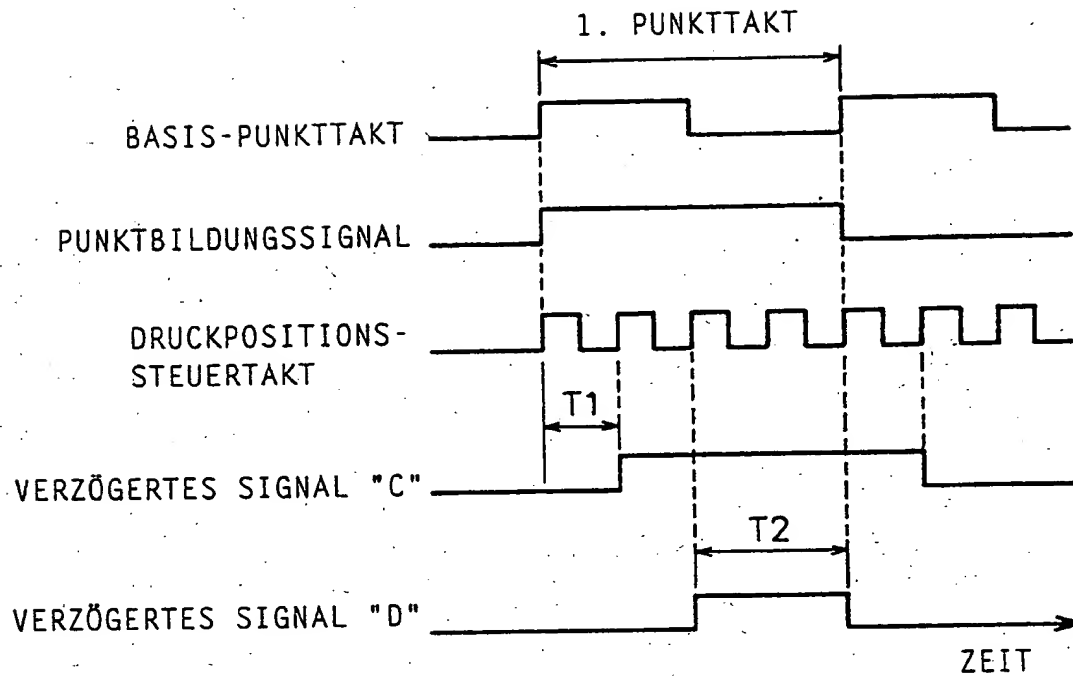 1. PUNKTTAKT
BASIS-PUNKTTAKT
PUNKTBILDUNGSSIGNAL
DRUCKPOSITIONS-
STEUERTAKT
T1
VERZÖGERTES SIGNAL "C"
T2
VERZÖGERTES SIGNAL "D"
ZEIT